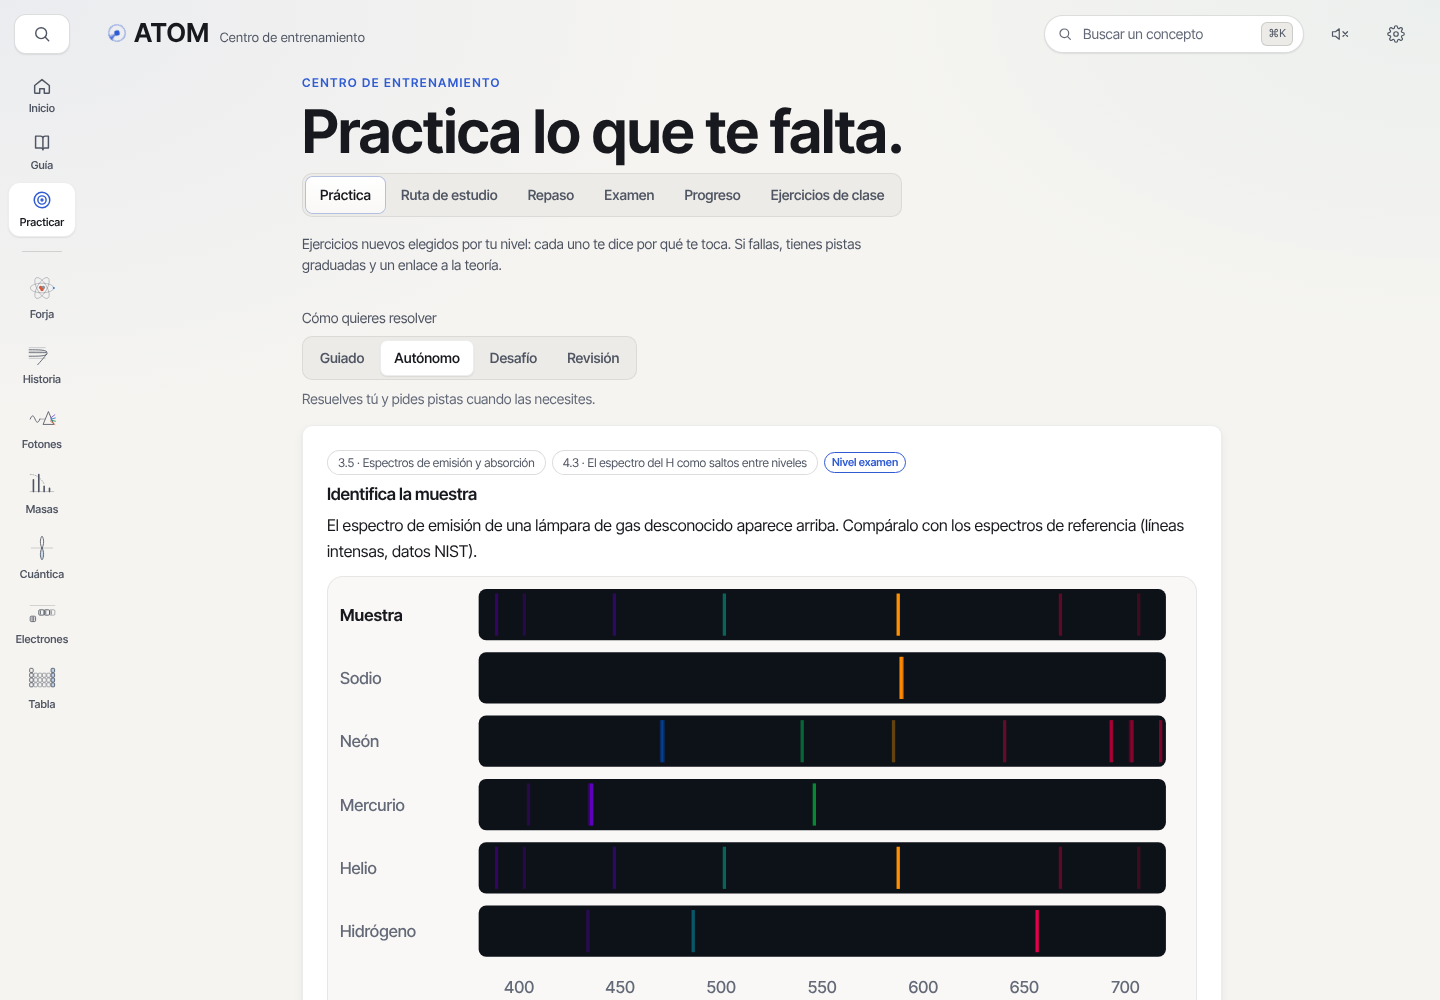 ATOM Centro de entrenamiento
Buscar un concepto
⌘K
Inicio
Guía
Practicar
Forja
Historia
Fotones
Masas
Cuántica
Electrones
Tabla
CENTRO DE ENTRENAMIENTO
Practica lo que te falta.
Práctica Ruta de estudio Repaso Examen Progreso Ejercicios de clase
Ejercicios nuevos elegidos por tu nivel: cada uno te dice por qué te toca. Si fallas, tienes pistas
graduadas y un enlace a la teoría.
Cómo quieres resolver
Guiado Autónomo Desafío Revisión
Resuelves tú y pides pistas cuando las necesites.
3.5 · Espectros de emisión y absorción 4.3 · El espectro del H como saltos entre niveles Nivel examen
Identifica la muestra
El espectro de emisión de una lámpara de gas desconocido aparece arriba. Compáralo con los espectros de referencia (líneas
intensas, datos NIST).
Muestra
Sodio
Neón
Mercurio
Helio
Hidrógeno
400 450 500 550 600 650 700